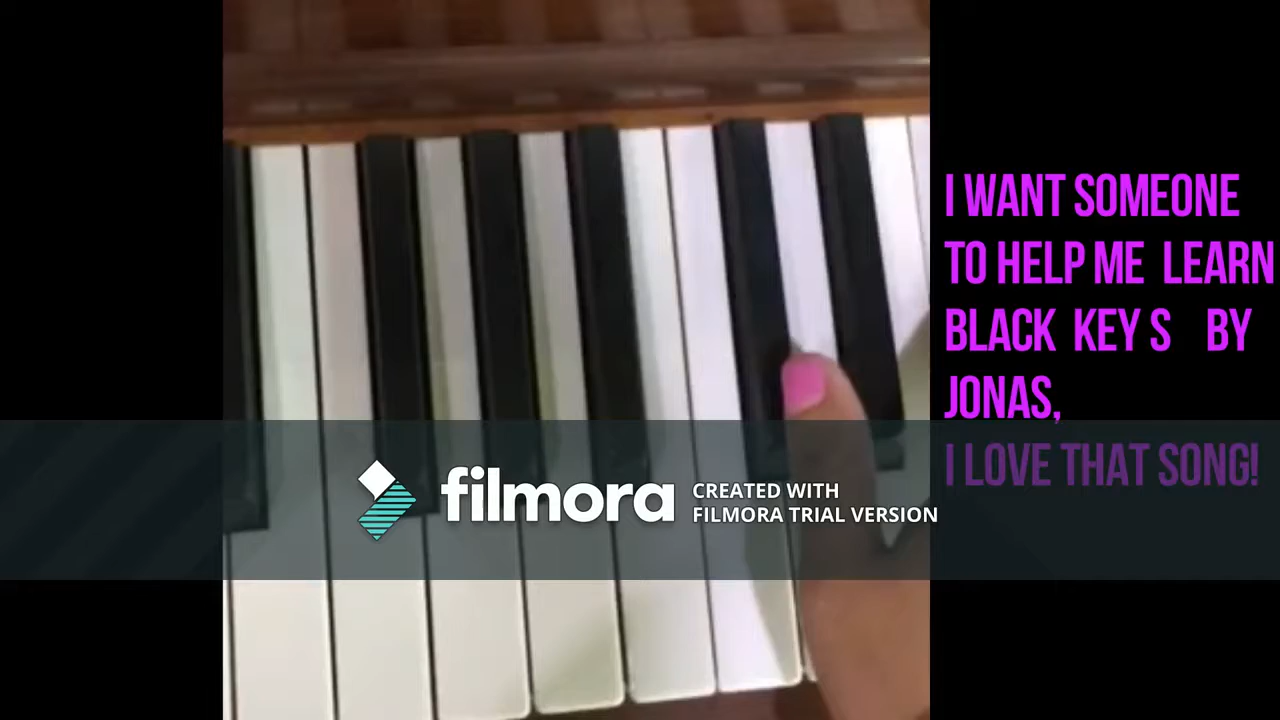 I WANT SOMEONE
TO HELP ME LEARN
BLACK KEY S BY
JONAS,
I LOVE THAT SONG!
filmora
CREATED WITH
FILMORA TRIAL VERSION